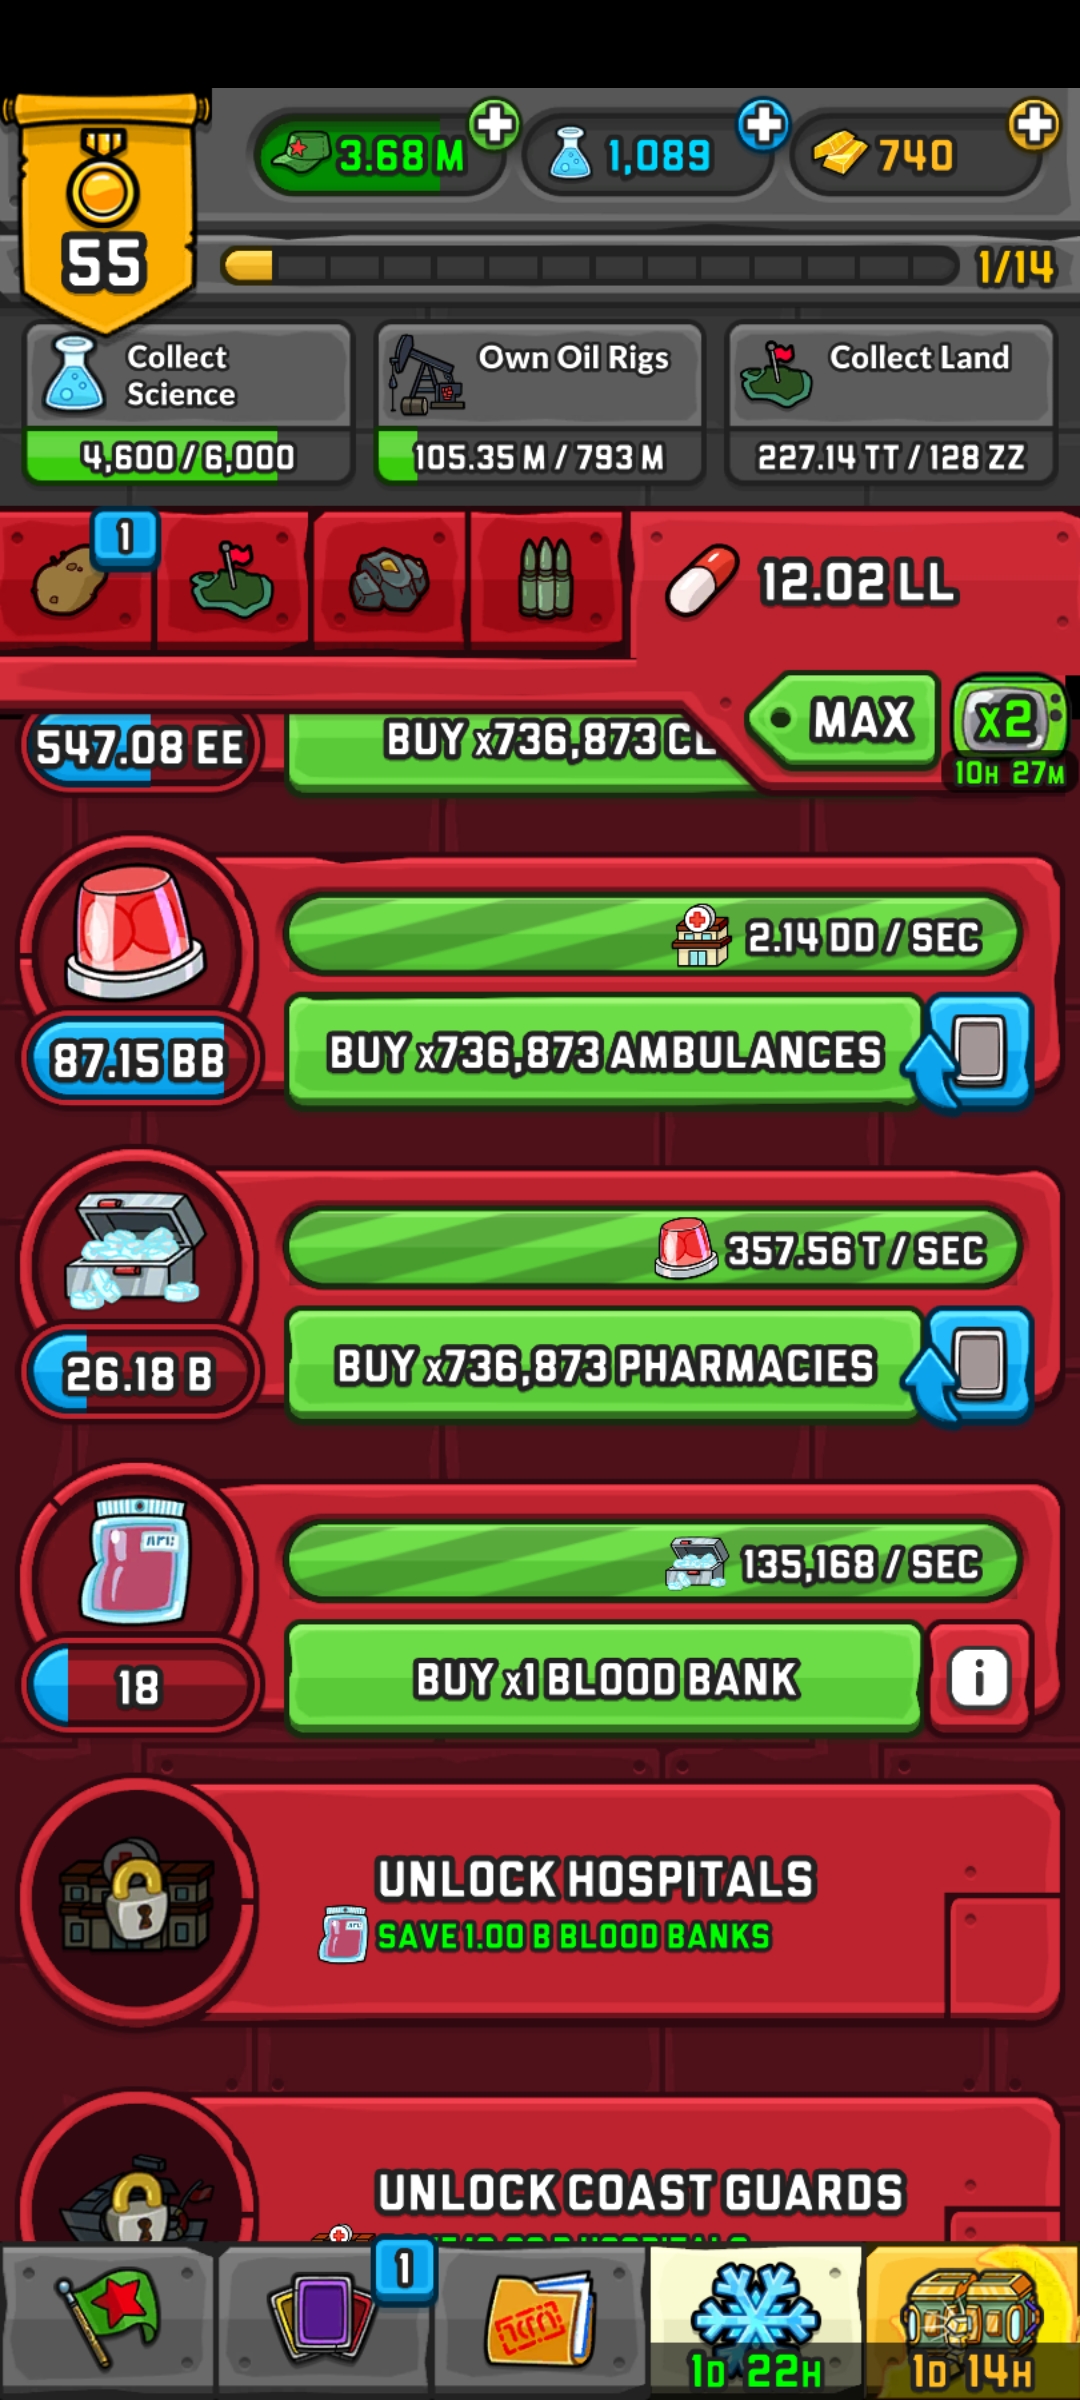 3.68 M
1,089
740
55
1/14
Collect
Science
4,600 / 6,000
Own Oil Rigs
105.35 M / 793 M
Collect Land
227.14 TT / 128 ZZ
1
12.02 LL
MAX
x2
10H 27M
547.08 EE
BUY x736,873
2.14 DD / SEC
87.15 BB
BUY x736,873 AMBULANCES
357.56 T / SEC
26.18 B
BUY x736,873 PHARMACIES
135,168 / SEC
18
BUY x1 BLOOD BANK
i
UNLOCK HOSPITALS
SAVE 1.00 B BLOOD BANKS
UNLOCK COAST GUARDS
1
1D 22H
1D 14H